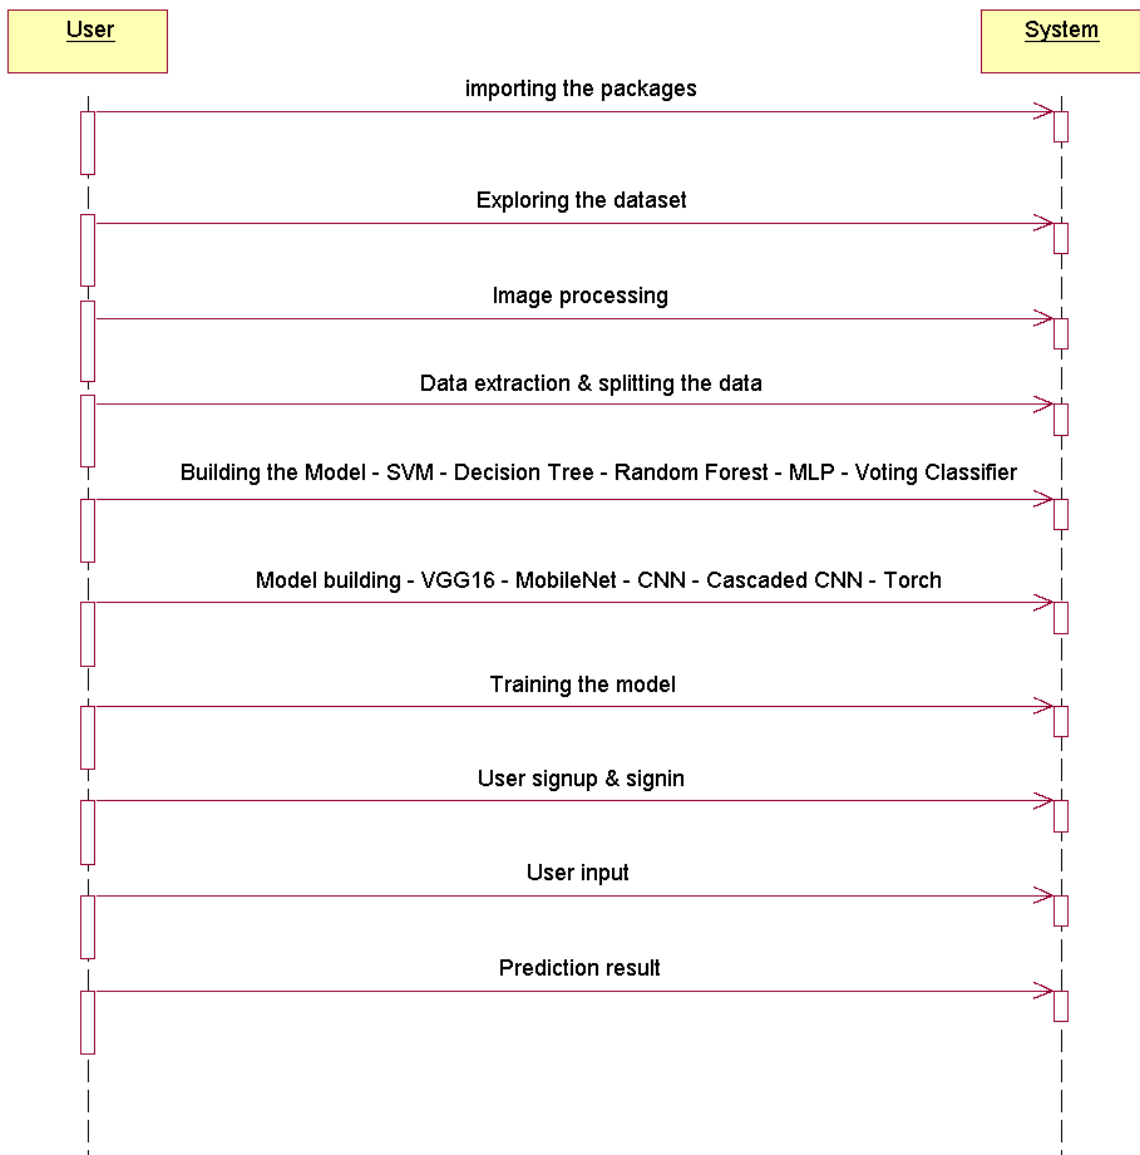 User
System
importing the packages
Exploring the dataset
Image processing
Data extraction & splitting the data
Building the Model - SVM - Decision Tree - Random Forest - MLP - Voting Classifier
Model building - VGG16 - MobileNet - CNN - Cascaded CNN - Torch
Training the model
User signup & signin
User input
Prediction result